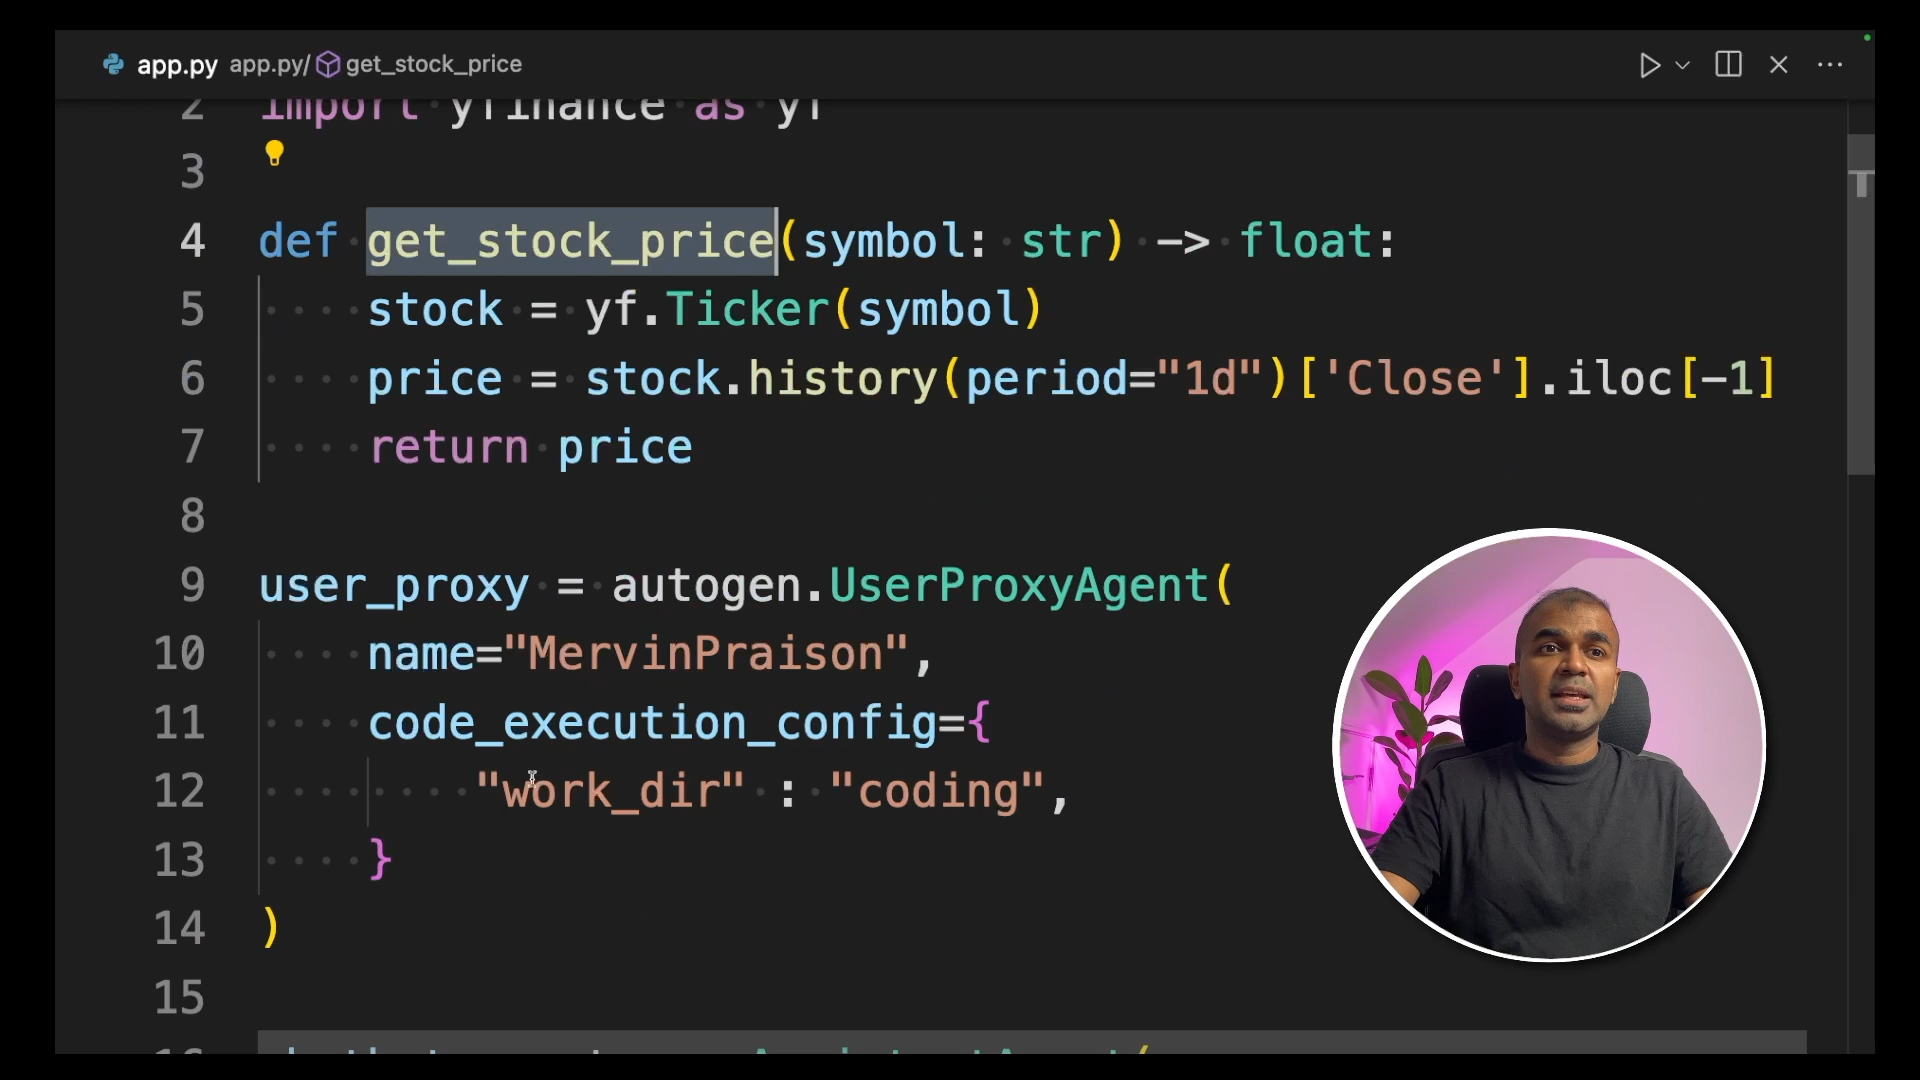 app.py app.py/ get_stock_price
2 import yfinance as yf
3
4 def get_stock_price(symbol: str) -> float:
5 stock = yf.Ticker(symbol)
6 price = stock.history(period="1d")['Close'].iloc[-1]
7 return price
8
9 user_proxy = autogen.UserProxyAgent(
10 name="MervinPraison",
11 code_execution_config={
12 "work_dir" : "coding",
13 }
14 )
15